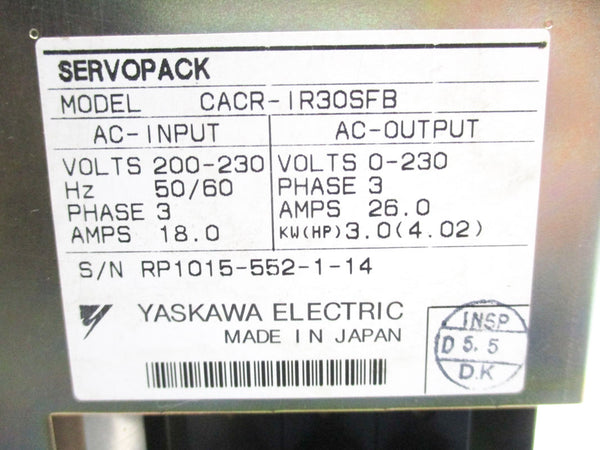 SERVOPACK
MODEL CACR-IR30SFB
AC-INPUT AC-OUTPUT
VOLTS 200-230 VOLTS 0-230
Hz 50/60 PHASE 3
PHASE 3 AMPS 26.0
AMPS 18.0 KW(HP) 3.0(4.02)
S/N RP1015-552-1-14
YASKAWA ELECTRIC
MADE IN JAPAN
INSP
D 5.5
D.K